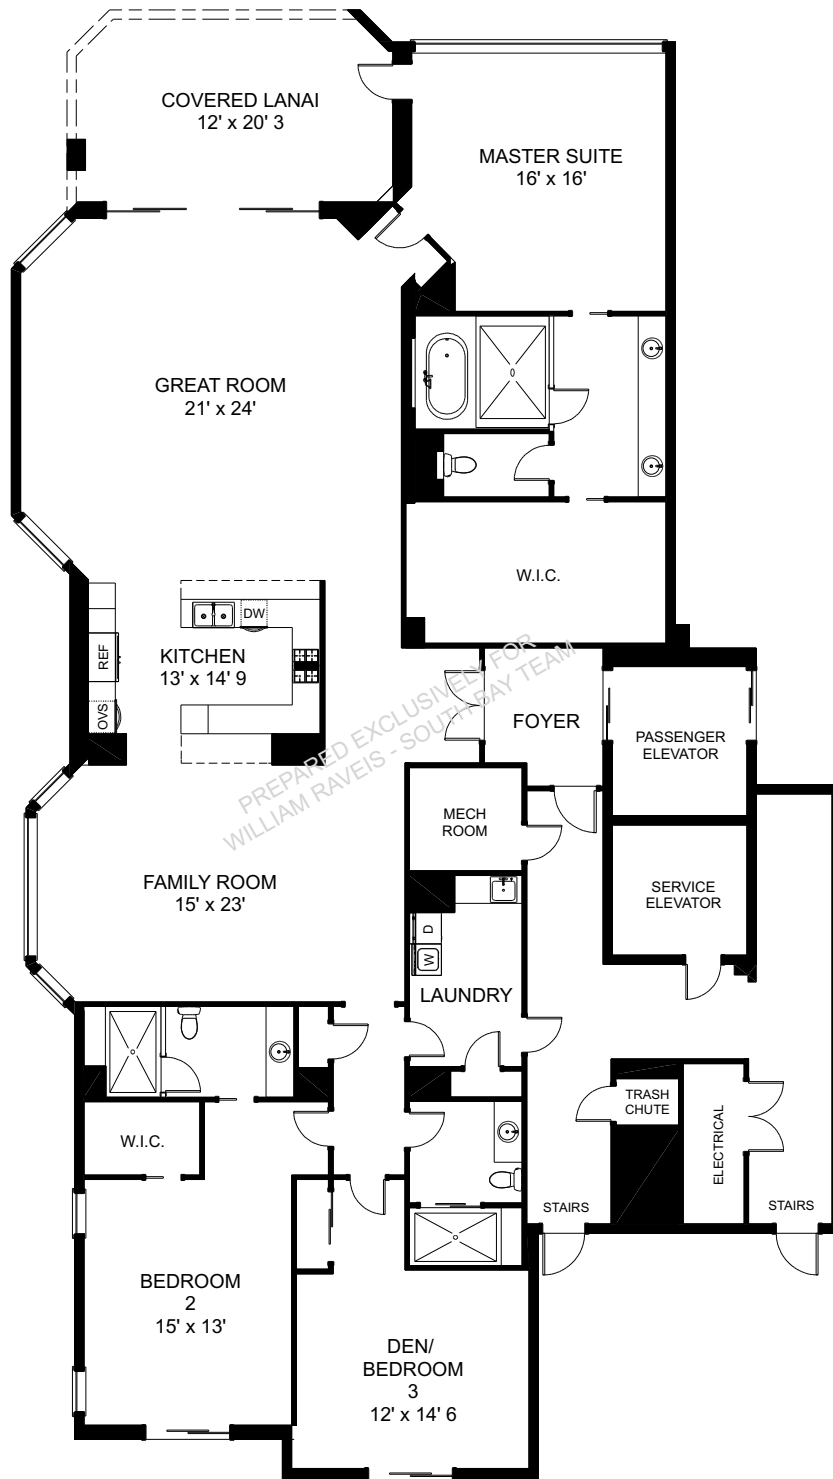 COVERED LANAI
12' x 20' 3
MASTER SUITE
16' x 16'
GREAT ROOM
21' x 24'
W.I.C.
DW
REF
KITCHEN
13' x 14' 9
OVS
PREPARED EXCLUSIVELY FOR
WILLIAM RAVEIS - SOUTH BAY TEAM
FOYER
PASSENGER
ELEVATOR
MECH
ROOM
FAMILY ROOM
15' x 23'
SERVICE
ELEVATOR
D
W
LAUNDRY
TRASH
CHUTE
ELECTRICAL
W.I.C.
STAIRS
STAIRS
BEDROOM
2
15' x 13'
DEN/
BEDROOM
3
12' x 14' 6